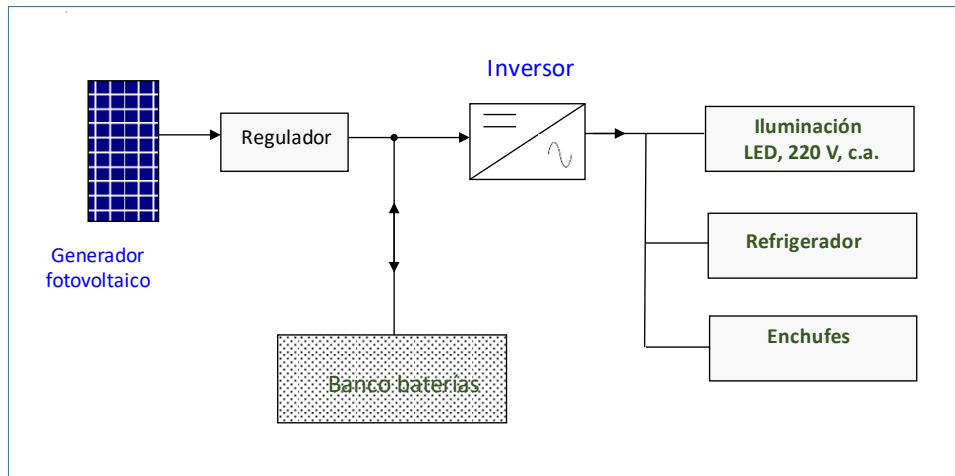 Inversor
Regulador
Iluminación
LED, 220 V, c.a.
Generador
fotovoltaico
Refrigerador
Banco baterías
Enchufes